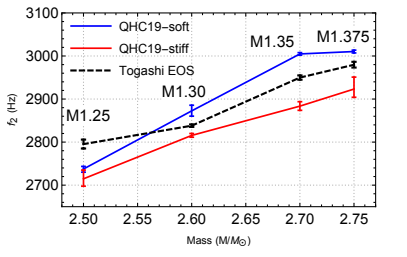 3100
3000
2900
2800
2700
f2 (Hz)
QHC19-soft
QHC19-stiff
Togashi EOS
M1.25
M1.30
M1.35
M1.375
2.50 2.55 2.60 2.65 2.70 2.75
Mass (M/M⊙)